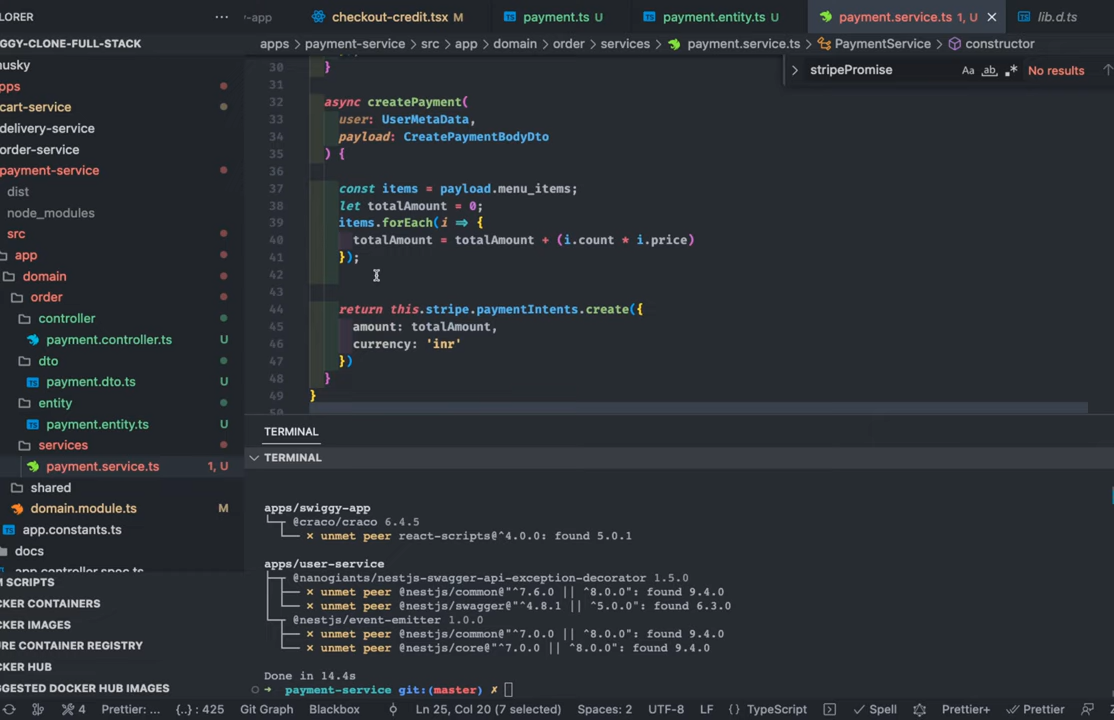 LORER
···
-app
checkout-credit.tsx M
payment.ts U
payment.entity.ts U
payment.service.ts 1, U
lib.d.ts
GGY-CLONE-FULL-STACK
apps > payment-service > src > app > domain > order > services > payment.service.ts > PaymentService > constructor
stripePromise
Aa
ab
No results
usky
pps
cart-service
delivery-service
order-service
payment-service
dist
node_modules
src
app
domain
order
controller
payment.controller.ts U
dto
payment.dto.ts U
entity
payment.entity.ts U
services
payment.service.ts 1, U
shared
domain.module.ts M
app.constants.ts
docs
app.controller.spec.ts
M SCRIPTS
CKER CONTAINERS
CKER IMAGES
URE CONTAINER REGISTRY
CKER HUB
GGESTED DOCKER HUB IMAGES
30 }
31
32 async createPayment(
33 user: UserMetaData,
34 payload: CreatePaymentBodyDto
35 ) {
36
37 const items = payload.menu_items;
38 let totalAmount = 0;
39 items.forEach(i => {
40 totalAmount = totalAmount + (i.count * i.price)
41 });
42
43
44 return this.stripe.paymentIntents.create({
45 amount: totalAmount,
46 currency: 'inr'
47 })
48 }
49 }
50
TERMINAL
TERMINAL
apps/swiggy-app
└─┬ @craco/craco 6.4.5
└── × unmet peer react-scripts@^4.0.0: found 5.0.1
apps/user-service
├─┬ @nanogiants/nestjs-swagger-api-exception-decorator 1.5.0
│ ├── × unmet peer @nestjs/common@"^7.6.0 || ^8.0.0": found 9.4.0
│ └── × unmet peer @nestjs/swagger@"^4.8.1 || ^5.0.0": found 6.3.0
└─┬ @nestjs/event-emitter 1.0.0
├── × unmet peer @nestjs/common@"^7.0.0 || ^8.0.0": found 9.4.0
└── × unmet peer @nestjs/core@"^7.0.0 || ^8.0.0": found 9.4.0
Done in 14.4s
➜ payment-service git:(master) ✗
4 Prettier: ... {..} : 425 Git Graph Blackbox Ln 25, Col 20 (7 selected) Spaces: 2 UTF-8 LF {} TypeScript Spell Prettier+ Prettier